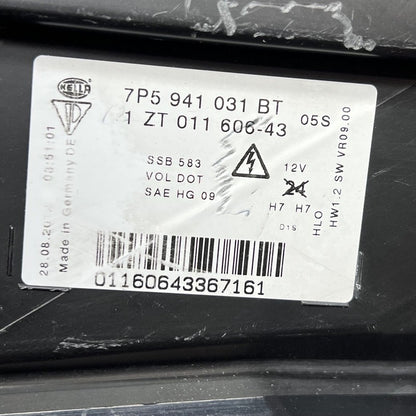 HELLA
7P5 941 031 BT 05S
1 ZT 011 606-43
SSB 583
VOL DOT
SAE HG 09
12V
24
H7 H7
D1S
HLO
HW1.2 SW VR09.00
03:51:01
Made in Germany DE
01160643367161